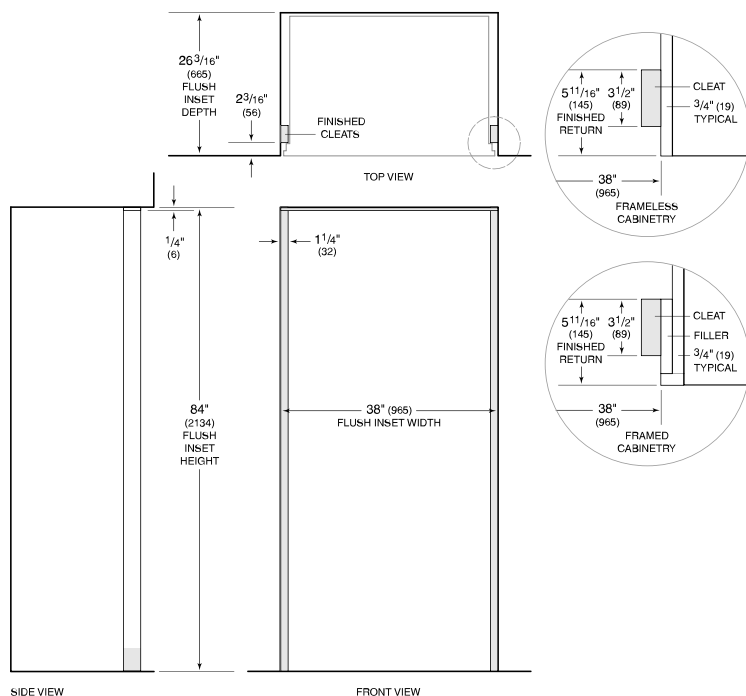 26 3/16"
(665)
FLUSH
INSET
DEPTH
2 3/16"
(56)
FINISHED
CLEATS
TOP VIEW
5 11/16"
(145)
FINISHED
RETURN
3 1/2"
(89)
CLEAT
3/4" (19)
TYPICAL
38"
(965)
FRAMELESS
CABINETRY
1/4"
(6)
1 1/4"
(32)
5 11/16"
(145)
FINISHED
RETURN
3 1/2"
(89)
CLEAT
FILLER
3/4" (19)
TYPICAL
38"
(965)
FRAMED
CABINETRY
84"
(2134)
FLUSH
INSET
HEIGHT
38" (965)
FLUSH INSET WIDTH
SIDE VIEW
FRONT VIEW